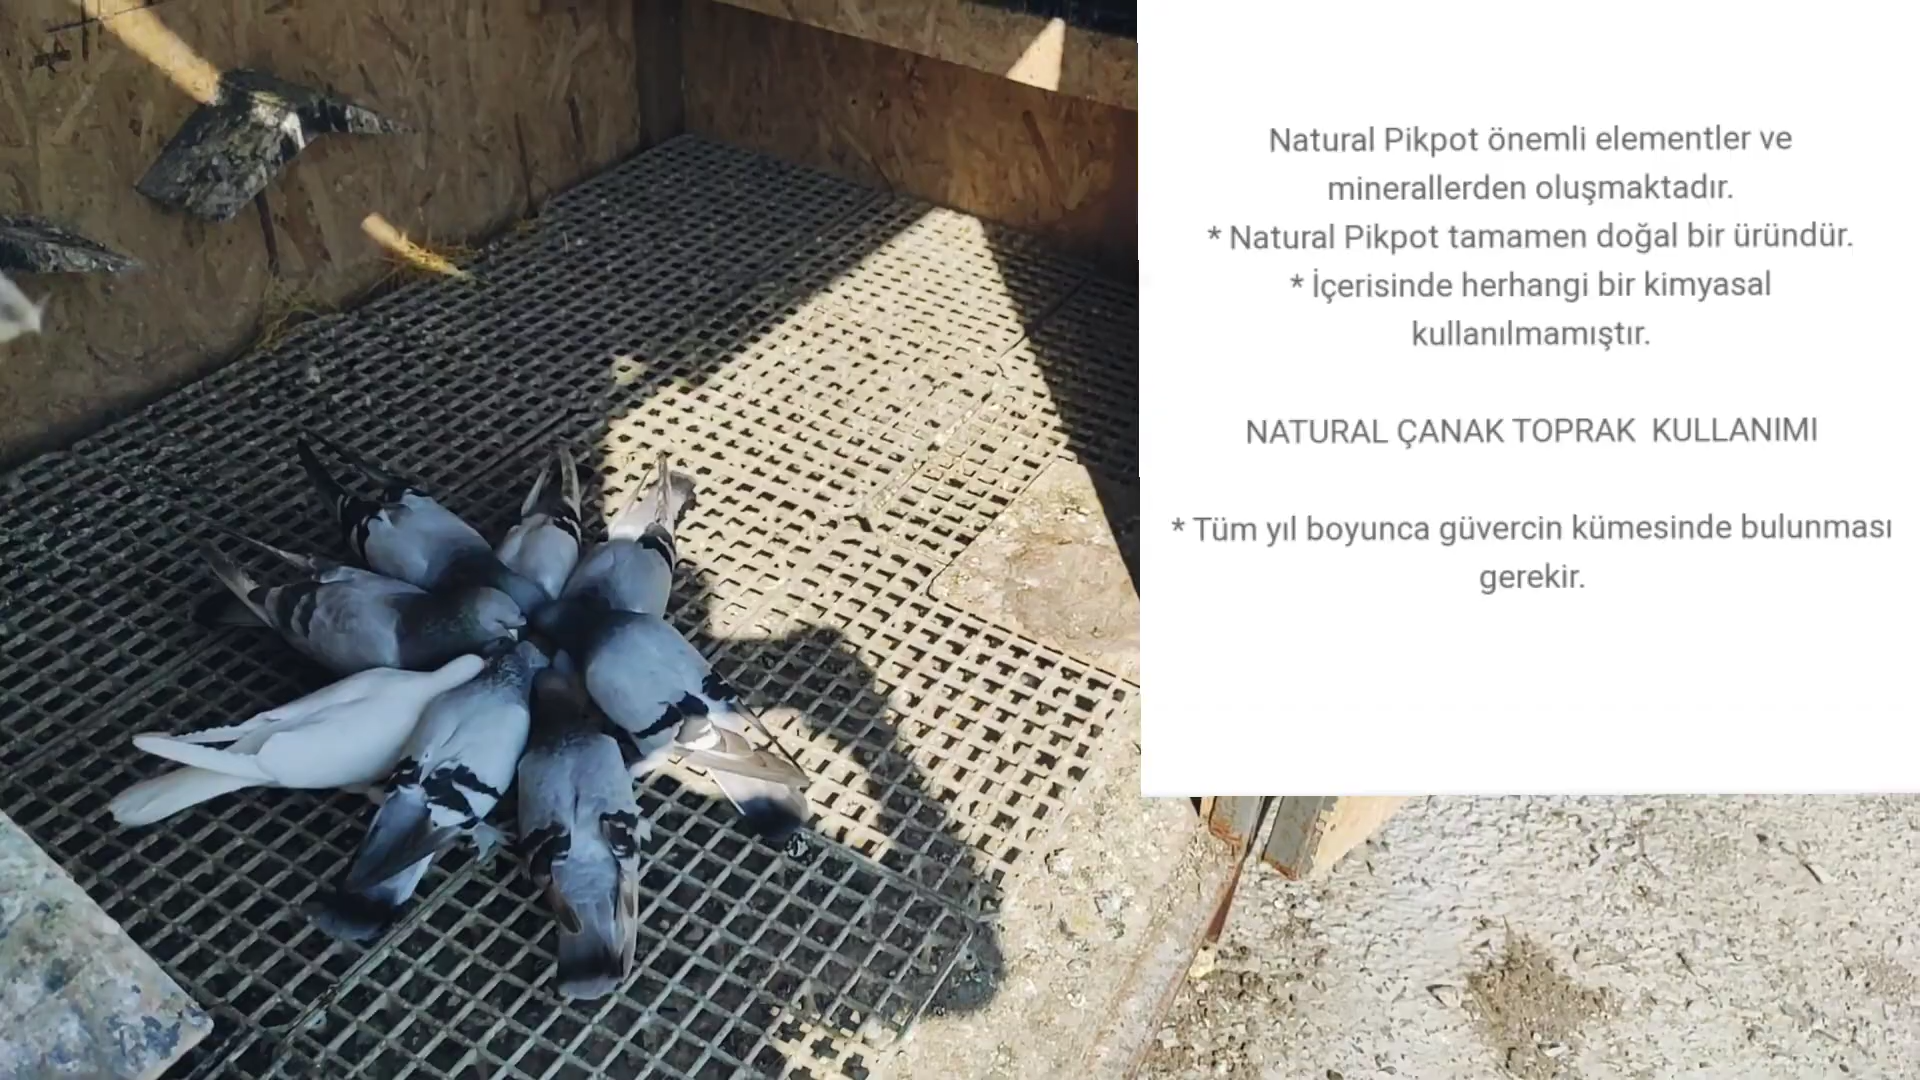 Natural Pikpot önemli elementler ve
minerallerden oluşmaktadır.
* Natural Pikpot tamamen doğal bir üründür.
* İçerisinde herhangi bir kimyasal
kullanılmamıştır.
NATURAL ÇANAK TOPRAK KULLANIMI
* Tüm yıl boyunca güvercin kümesinde bulunması
gerekir.